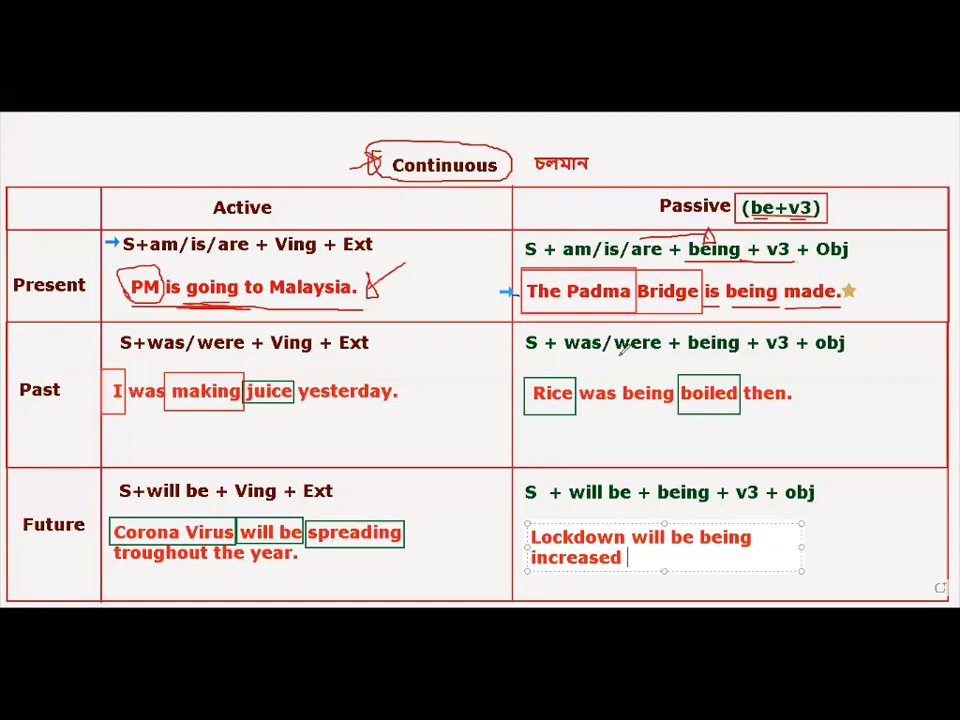 Continuous চলমান
Active
Passive (be+v3)
Present
S+am/is/are + Ving + Ext
PM is going to Malaysia.
S + am/is/are + being + v3 + Obj
The Padma Bridge is being made.
Past
S+was/were + Ving + Ext
I was making juice yesterday.
S + was/were + being + v3 + obj
Rice was being boiled then.
Future
S+will be + Ving + Ext
Corona Virus will be spreading
troughout the year.
S + will be + being + v3 + obj
Lockdown will be being
increased